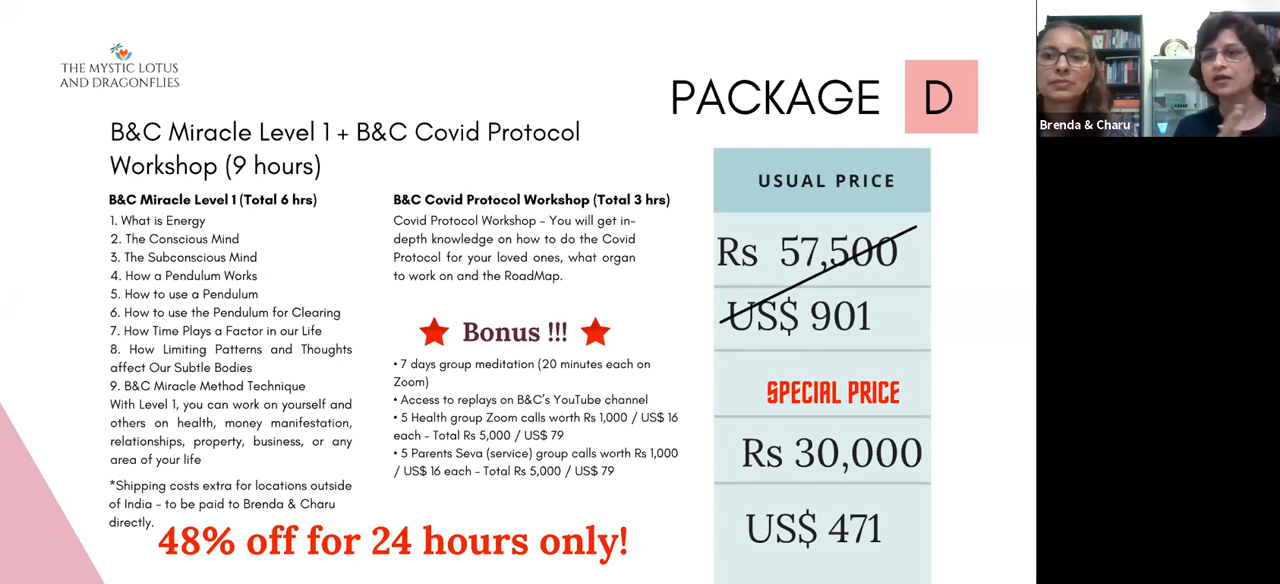 THE MYSTIC LOTUS
AND DRAGONFLIES
PACKAGE D
B&C Miracle Level 1 + B&C Covid Protocol
Workshop (9 hours)
B&C Miracle Level 1 (Total 6 hrs)
1. What is Energy
2. The Conscious Mind
3. The Subconscious Mind
4. How a Pendulum Works
5. How to use a Pendulum
6. How to use the Pendulum for Clearing
7. How Time Plays a Factor in our Life
8. How Limiting Patterns and Thoughts
affect Our Subtle Bodies
9. B&C Miracle Method Technique
With Level 1, you can work on yourself and
others on health, money manifestation,
relationships, property, business, or any
area of your life
*Shipping costs extra for locations outside
of India - to be paid to Brenda & Charu
directly.
B&C Covid Protocol Workshop (Total 3 hrs)
Covid Protocol Workshop - You will get in-
depth knowledge on how to do the Covid
Protocol for your loved ones, what organ
to work on and the RoadMap.
Bonus !!!
• 7 days group meditation (20 minutes each on
Zoom)
• Access to replays on B&C's YouTube channel
• 5 Health group Zoom calls worth Rs 1,000 / US$ 16
each - Total Rs 5,000 / US$ 79
• 5 Parents Seva (service) group calls worth Rs 1,000
/ US$ 16 each - Total Rs 5,000 / US$ 79
48% off for 24 hours only!
USUAL PRICE
Rs 57,500
US$ 901
SPECIAL PRICE
Rs 30,000
US$ 471
Brenda & Charu